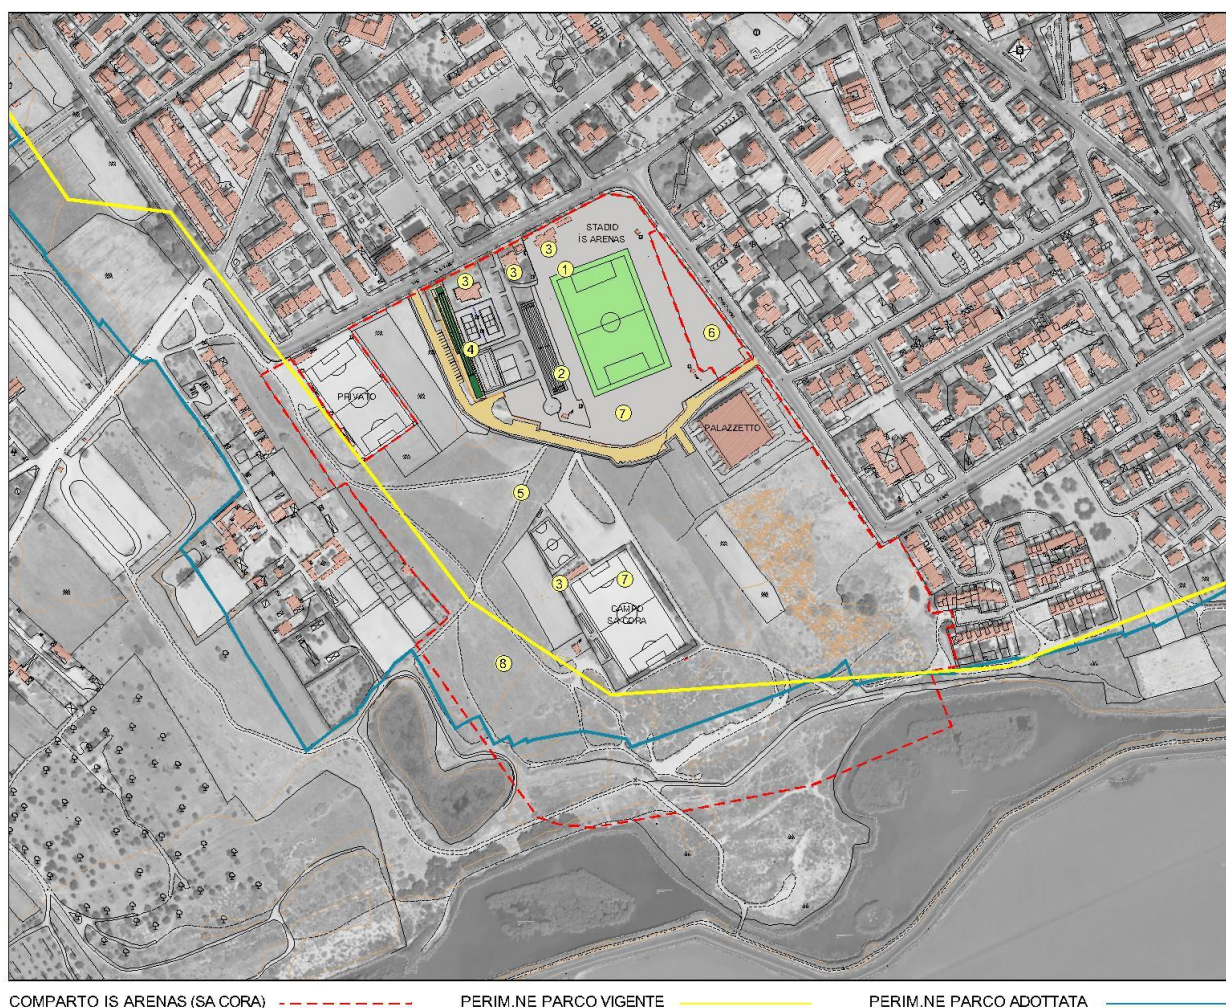 STADIO
IS ARENAS
3
3
1
3
6
4
2
PRIVATO
7
PALAZZETTO
5
3
7
CAMPO
SA CORA
8
COMPARTO IS ARENAS (SA CORA)
PERIM.NE PARCO VIGENTE
PERIM.NE PARCO ADOTTATA